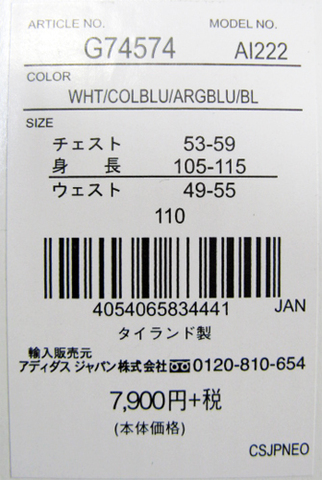 ARTICLE NO. MODEL NO.
G74574 AI222
COLOR
WHT/COLBLU/ARGBLU/BL
SIZE
チェスト 53-59
身 長 105-115
ウェスト 49-55
110
4054065834441 JAN
タイランド製
輸入販売元
アディダス ジャパン株式会社 0120-810-654
7,900円+税
(本体価格)
CSJPNEO